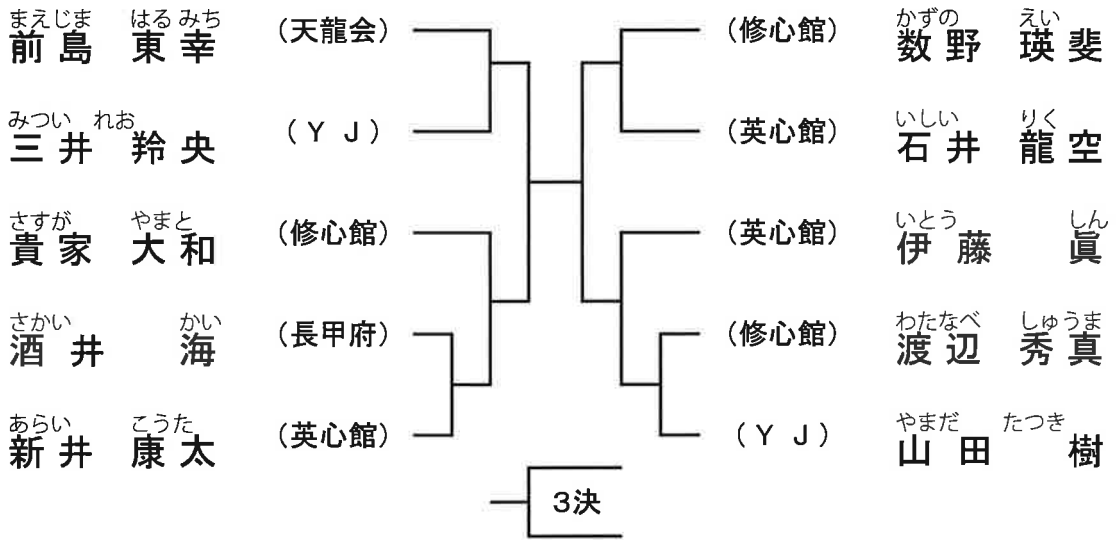 まえじま はるみち
前島 東幸 (天龍会)
みつい れお
三井 羚央 (ＹＪ)
さすが やまと
貴家 大和 (修心館)
さかい かい
酒井 海 (長甲府)
あらい こうた
新井 康太 (英心館)
かずの えい
(修心館) 数野 瑛斐
いしい りく
(英心館) 石井 龍空
いとう しん
(英心館) 伊藤 眞
わたなべ しゅうま
(修心館) 渡辺 秀真
やまだ たつき
(ＹＪ) 山田 樹
３決